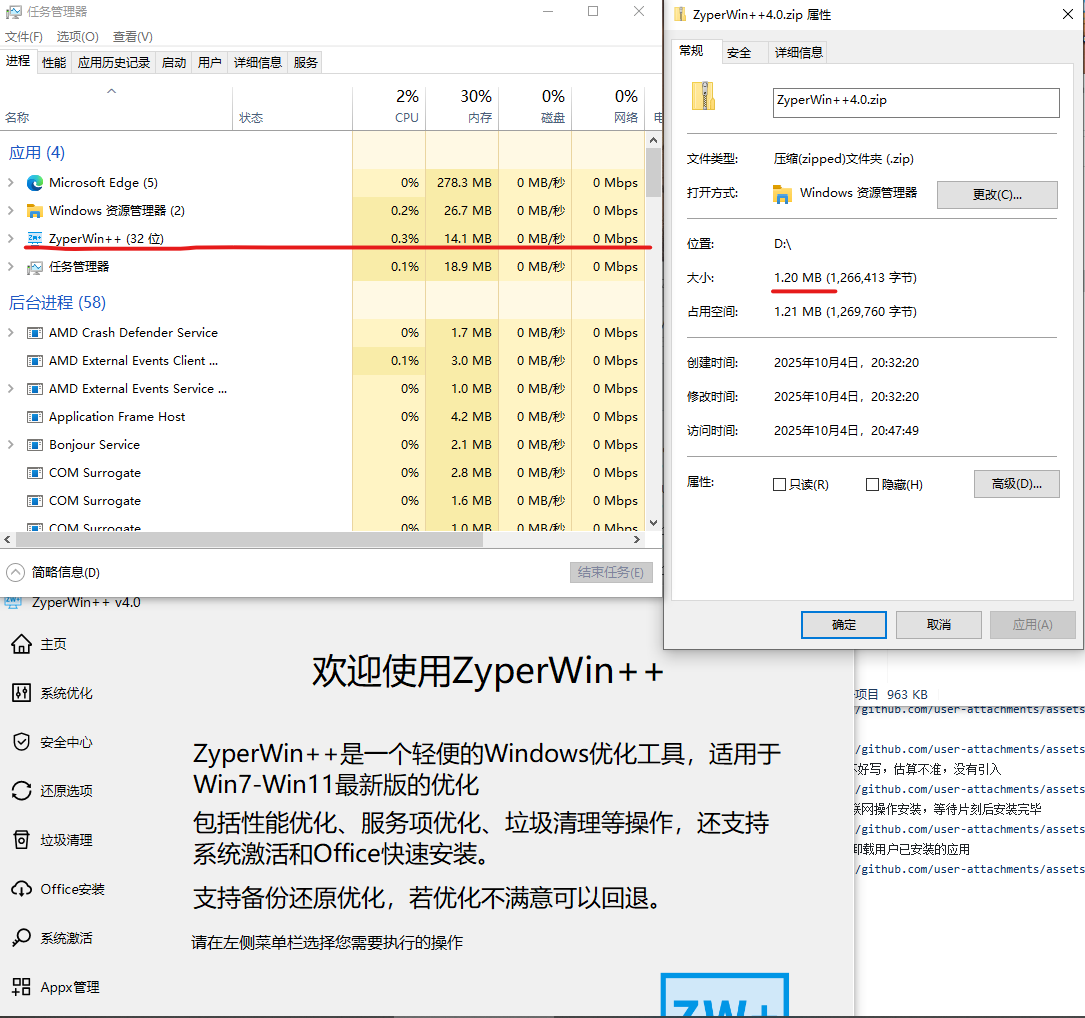 任务管理器
文件(F) 选项(O) 查看(V)
进程 性能 应用历史记录 启动 用户 详细信息 服务
2% 30% 0% 0%
名称 状态 CPU 内存 磁盘 网络 电
应用 (4)
Microsoft Edge (5) 0% 278.3 MB 0 MB/秒 0 Mbps
Windows 资源管理器 (2) 0.2% 26.7 MB 0 MB/秒 0 Mbps
ZW+ ZyperWin++ (32 位) 0.3% 14.1 MB 0 MB/秒 0 Mbps
任务管理器 0.1% 18.9 MB 0 MB/秒 0 Mbps
后台进程 (58)
AMD Crash Defender Service 0% 1.7 MB 0 MB/秒 0 Mbps
AMD External Events Client ... 0.1% 3.0 MB 0 MB/秒 0 Mbps
AMD External Events Service ... 0% 1.0 MB 0 MB/秒 0 Mbps
Application Frame Host 0% 4.2 MB 0 MB/秒 0 Mbps
Bonjour Service 0% 2.1 MB 0 MB/秒 0 Mbps
COM Surrogate 0% 2.8 MB 0 MB/秒 0 Mbps
COM Surrogate 0% 1.6 MB 0 MB/秒 0 Mbps
COM Surrogate 0% 1.0 MB 0 MB/秒 0 Mbps
简略信息(D) 结束任务(E)
ZyperWin++4.0.zip 属性
常规 安全 详细信息
ZyperWin++4.0.zip
文件类型: 压缩(zipped)文件夹 (.zip)
打开方式: Windows 资源管理器 更改(C)...
位置: D:\
大小: 1.20 MB (1,266,413 字节)
占用空间: 1.21 MB (1,269,760 字节)
创建时间: 2025年10月4日，20:32:20
修改时间: 2025年10月4日，20:32:20
访问时间: 2025年10月4日，20:47:49
属性: 只读(R) 隐藏(H) 高级(D)...
确定 取消 应用(A)
ZW+ ZyperWin++ v4.0
主页
系统优化
安全中心
还原选项
垃圾清理
Office安装
系统激活
Appx管理
欢迎使用ZyperWin++
ZyperWin++是一个轻便的Windows优化工具，适用于
Win7-Win11最新版的优化
包括性能优化、服务项优化、垃圾清理等操作，还支持
系统激活和Office快速安装。
支持备份还原优化，若优化不满意可以回退。
请在左侧菜单栏选择您需要执行的操作
ZW+
项目 963 KB
/github.com/user-attachments/assets
/github.com/user-attachments/assets
好写，估算不准，没有引入
/github.com/user-attachments/assets
网操作安装，等待片刻后安装完毕
/github.com/user-attachments/assets
卸载用户已安装的应用
/github.com/user-attachments/assets